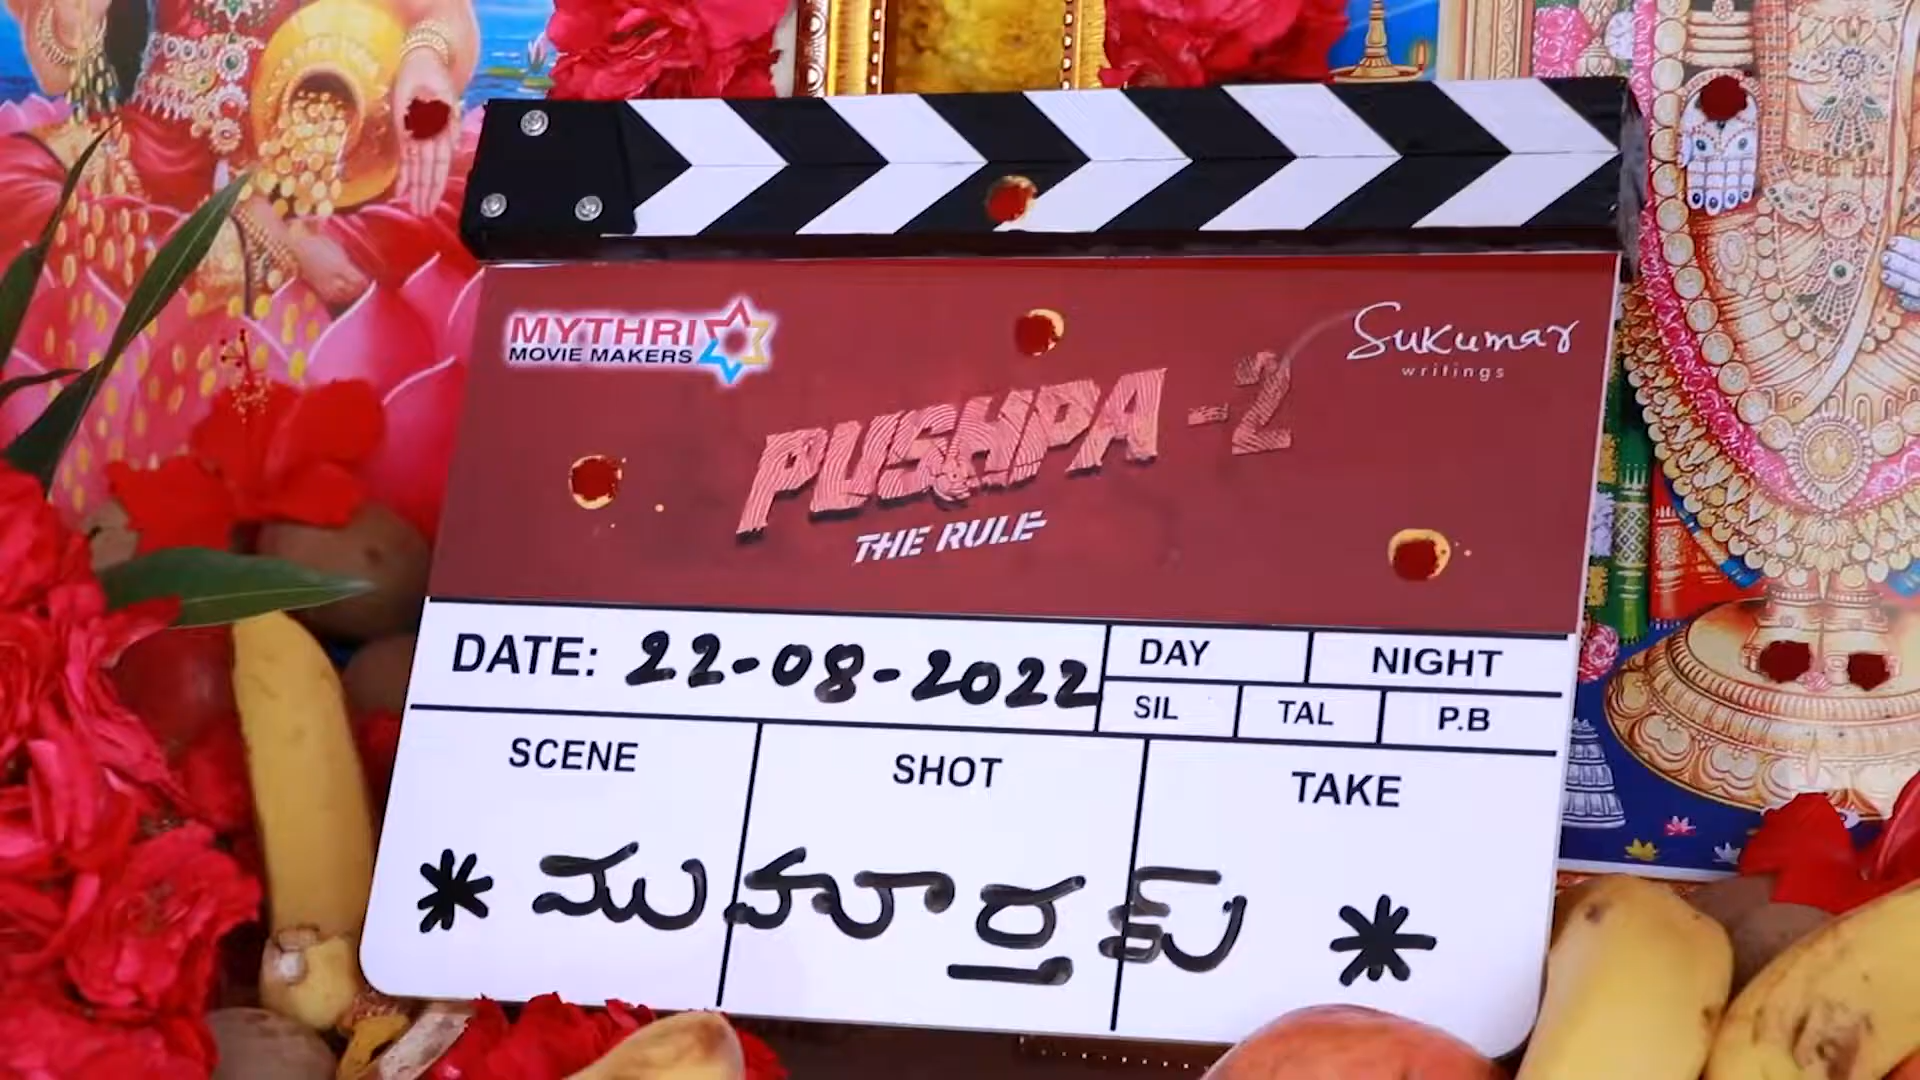 MYTHRI
MOVIE MAKERS
Sukumar
writings
PUSHPA -2
THE RULE
DATE: 22-08-2022
DAY NIGHT
SIL TAL P.B
SCENE SHOT TAKE
* ముహూర్తమ్ *